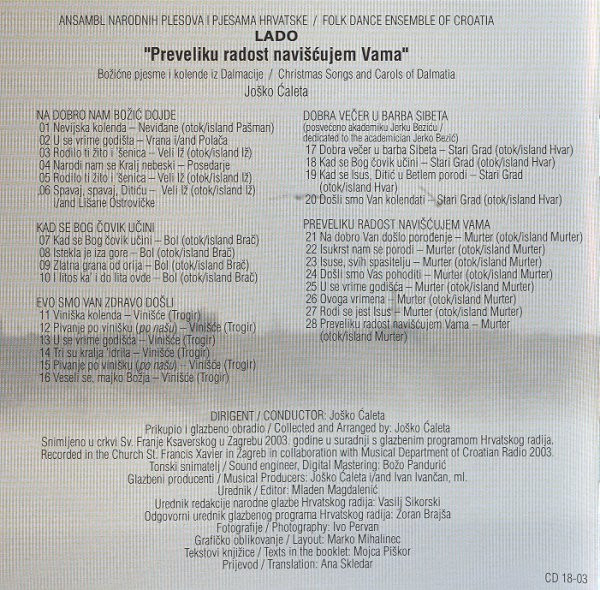 ANSAMBL NARODNIH PLESOVA I PJESAMA HRVATSKE / FOLK DANCE ENSEMBLE OF CROATIA
LADO
"Preveliku radost navišćujem Vama"
Božićne pjesme i kolende iz Dalmacije / Christmas Songs and Carols of Dalmatia
Joško Ćaleta
NA DOBRO NAM BOŽIĆ DOJDE
01 Nevijska kolenda – Neviđane (otok/island Pašman)
02 U se vrime godišta – Vrana i/and Polača
03 Rodilo ti žito i 'šenica – Veli Iž (otok/island Iž)
04 Narodi nam se Kralj nebeski – Posedarje
05 Rodilo ti žito i 'šenica – Veli Iž (otok/island Iž)
06 Spavaj, spavaj, Ditiću – Veli Iž (otok/island Iž)
i/and Lišane Ostrovičke
KAD SE BOG ČOVIK UČINI
07 Kad se Bog čovik učini – Bol (otok/island Brač)
08 Istekla je iza gore – Bol (otok/island Brač)
09 Zlatna grana od orija – Bol (otok/island Brač)
10 I litos ka' i do lita ovde – Bol (otok/island Brač)
EVO SMO VAN ZDRAVO DOŠLI
11 Viniška kolenda – Vinišće (Trogir)
12 Pivanje po vinišku (po našu) – Vinišće (Trogir)
13 U se vrime godišća – Vinišće (Trogir)
14 Tri su kralja 'idrila – Vinišće (Trogir)
15 Pivanje po vinišku (po našu) – Vinišće (Trogir)
16 Veseli se, majko Božja – Vinišće (Trogir)
DOBRA VEČER U BARBA SIBETA
(posvećeno akademiku Jerku Beziću /
dedicated to the academician Jerko Bezić)
17 Dobra večer u barba Sibeta – Stari Grad (otok/island Hvar)
18 Kad se Bog čovik učini – Stari Grad (otok/island Hvar)
19 Kad se Isus, Ditić u Betlem porodi – Stari Grad
(otok/island Hvar)
20 Došli smo Van kolendati – Stari Grad (otok/island Hvar)
PREVELIKU RADOST NAVIŠĆUJEM VAMA
21 Na dobro Van došlo porođenje – Murter (otok/island Murter)
22 Isukrst nam se porodi – Murter (otok/island Murter)
23 Isuse, svih spasitelju – Murter (otok/island Murter)
24 Došli smo Vas pohoditi – Murter (otok/island Murter)
25 U se vrime godišća – Murter (otok/island Murter)
26 Ovoga vrimena – Murter (otok/island Murter)
27 Rodi se jest Isus – Murter (otok/island Murter)
28 Preveliku radost navišćujem Vama – Murter
(otok/island Murter)
DIRIGENT / CONDUCTOR: Joško Ćaleta
Prikupio i glazbeno obradio / Collected and Arranged by: Joško Ćaleta
Snimljeno u crkvi Sv. Franje Ksaverskog u Zagrebu 2003. godine u suradnji s glazbenim programom Hrvatskog radija.
Recorded in the Church St. Francis Xavier in Zagreb in collaboration with Musical Department of Croatian Radio 2003.
Tonski snimatelj / Sound engineer, Digital Mastering: Božo Pandurić
Glazbeni producenti / Musical Producers: Joško Ćaleta i/and Ivan Ivančan, ml.
Urednik / Editor: Mladen Magdalenić
Urednik redakcije narodne glazbe Hrvatskog radija: Vasilj Sikorski
Odgovorni urednik glazbenog programa Hrvatskog radija: Zoran Brajša
Fotografije / Photography: Ivo Pervan
Grafičko oblikovanje / Layout: Marko Mihalinec
Tekstovi knjižice / Texts in the booklet: Mojca Piškor
Prijevod / Translation: Ana Skledar
CD 18-03